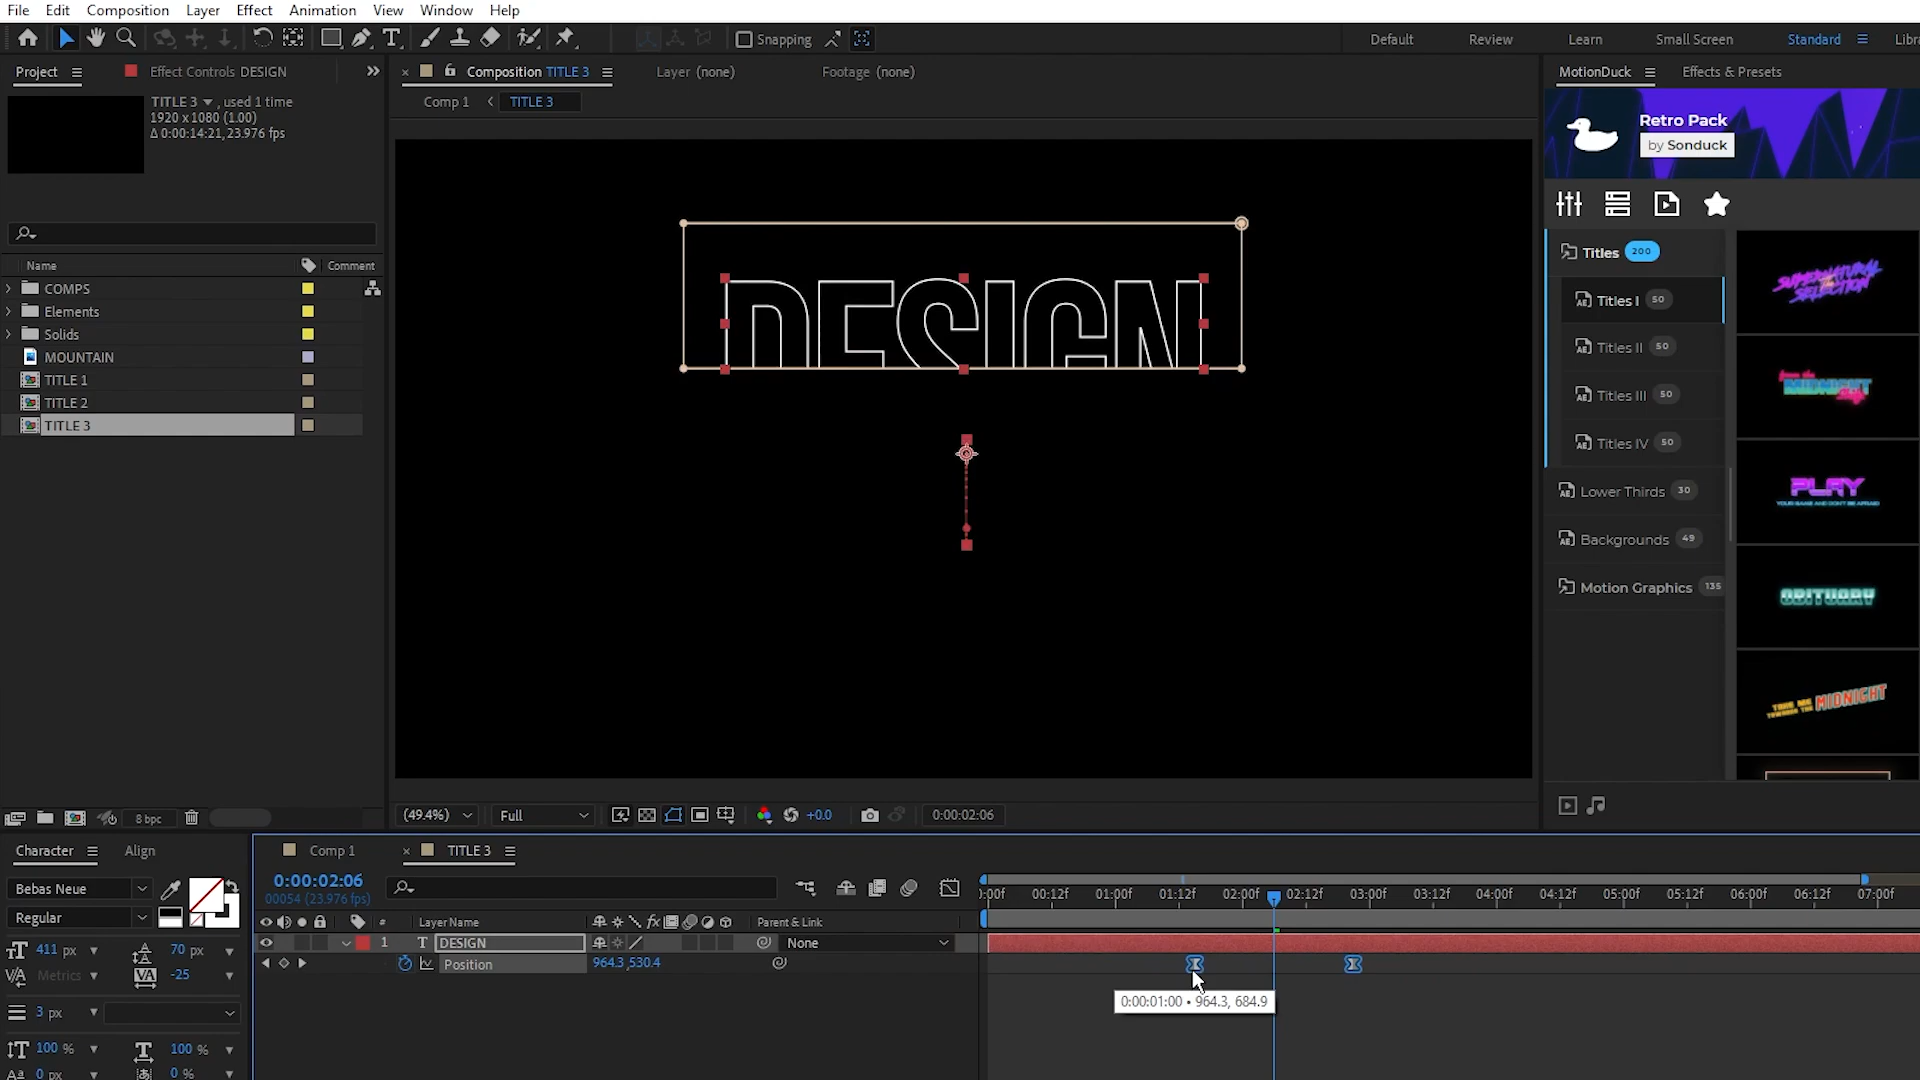 File Edit Composition Layer Effect Animation View Window Help
Snapping
Default Review Learn Small Screen Standard
Project
Effect Controls DESIGN
Composition TITLE 3
Layer (none)
Footage (none)
MotionDuck
Effects & Presets
TITLE 3 , used 1 time
1920 x 1080 (1.00)
Δ 0:00:14:21, 23.976 fps
Comp 1
TITLE 3
Retro Pack
by Sonduck
Titles 200
Titles I 50
Titles II 50
Titles III 50
Titles IV 50
Lower Thirds 30
Backgrounds 49
Motion Graphics 135
SUPERNATURAL
SELECTION
MIDNIGHT
PLAY
OBITUARY
TAKE ME
TOWARDS THE
MIDNIGHT
Name
Comment
COMPS
Elements
Solids
MOUNTAIN
TITLE 1
TITLE 2
TITLE 3
DESIGN
8 bpc
(49.4%)
Full
+0.0
0:00:02:06
Character
Align
Bebas Neue
Regular
411 px
70 px
Metrics
-25
3 px
100 %
100 %
0 px
0 %
Comp 1
TITLE 3
0:00:02:06
00054 (23.976 fps)
# Layer Name
Parent & Link
1 T DESIGN
None
Position
964.3, 530.4
:00f 00:12f 01:00f 01:12f 02:00f 02:12f 03:00f 03:12f 04:00f 04:12f 05:00f 05:12f 06:00f 06:12f 07:00f
0:00:01:00 • 964.3, 684.9